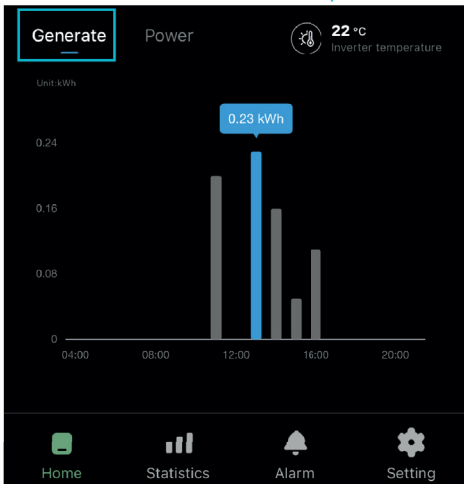 Generate Power 22 °C
Inverter temperature
Unit:kWh
0.23 kWh
0.24
0.16
0.08
0
04:00 08:00 12:00 16:00 20:00
Home Statistics Alarm Setting